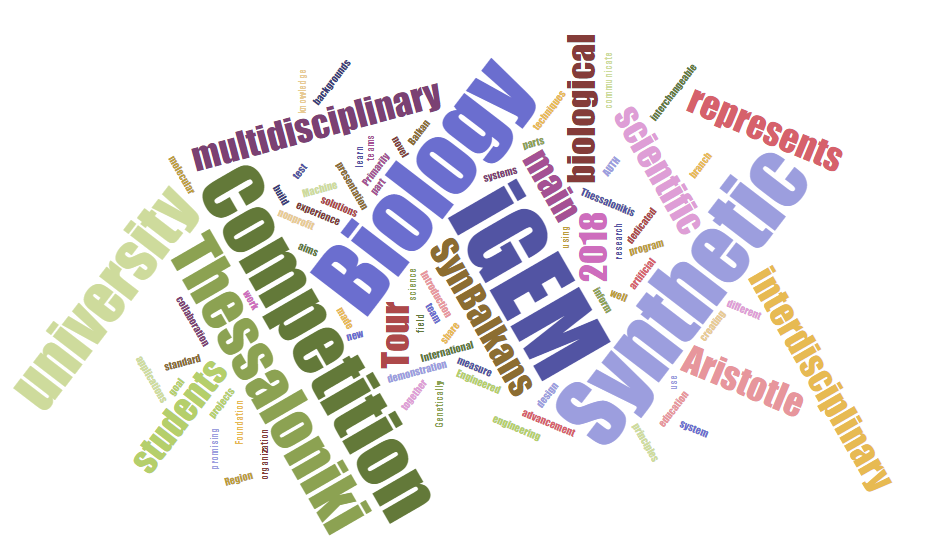 knowledge
backgrounds
multidisciplinary
molecular
university
Thessaloniki
Competition
Biology
learn
teams
novel
Balkan
Primarily
part
presentation
test
build
Machine
solutions
experience
nonprofit
aims
techniques
biological
communicate
interchangeable
represents
scientific
branch
AUTH
parts
main
systems
iGEM
Thessalonikis
2018
using
research
dedicated
program
artificial
inform
well
Synthetic
different
creating
Interdisciplinary
Aristotle
use
education
system
principles
SynBalkans
science
introduction
team
field
share
Tour
made
new
International
demonstration
measure
Engineered
together
Genetically
design
advancement
engineering
work
collaboration
standard
applications
goal
students
projects
promising
Foundation
organization
Region